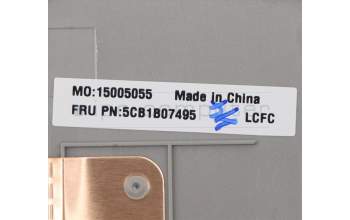 MO:15005055 Made in China
FRU PN:5CB1B07495 LCFC